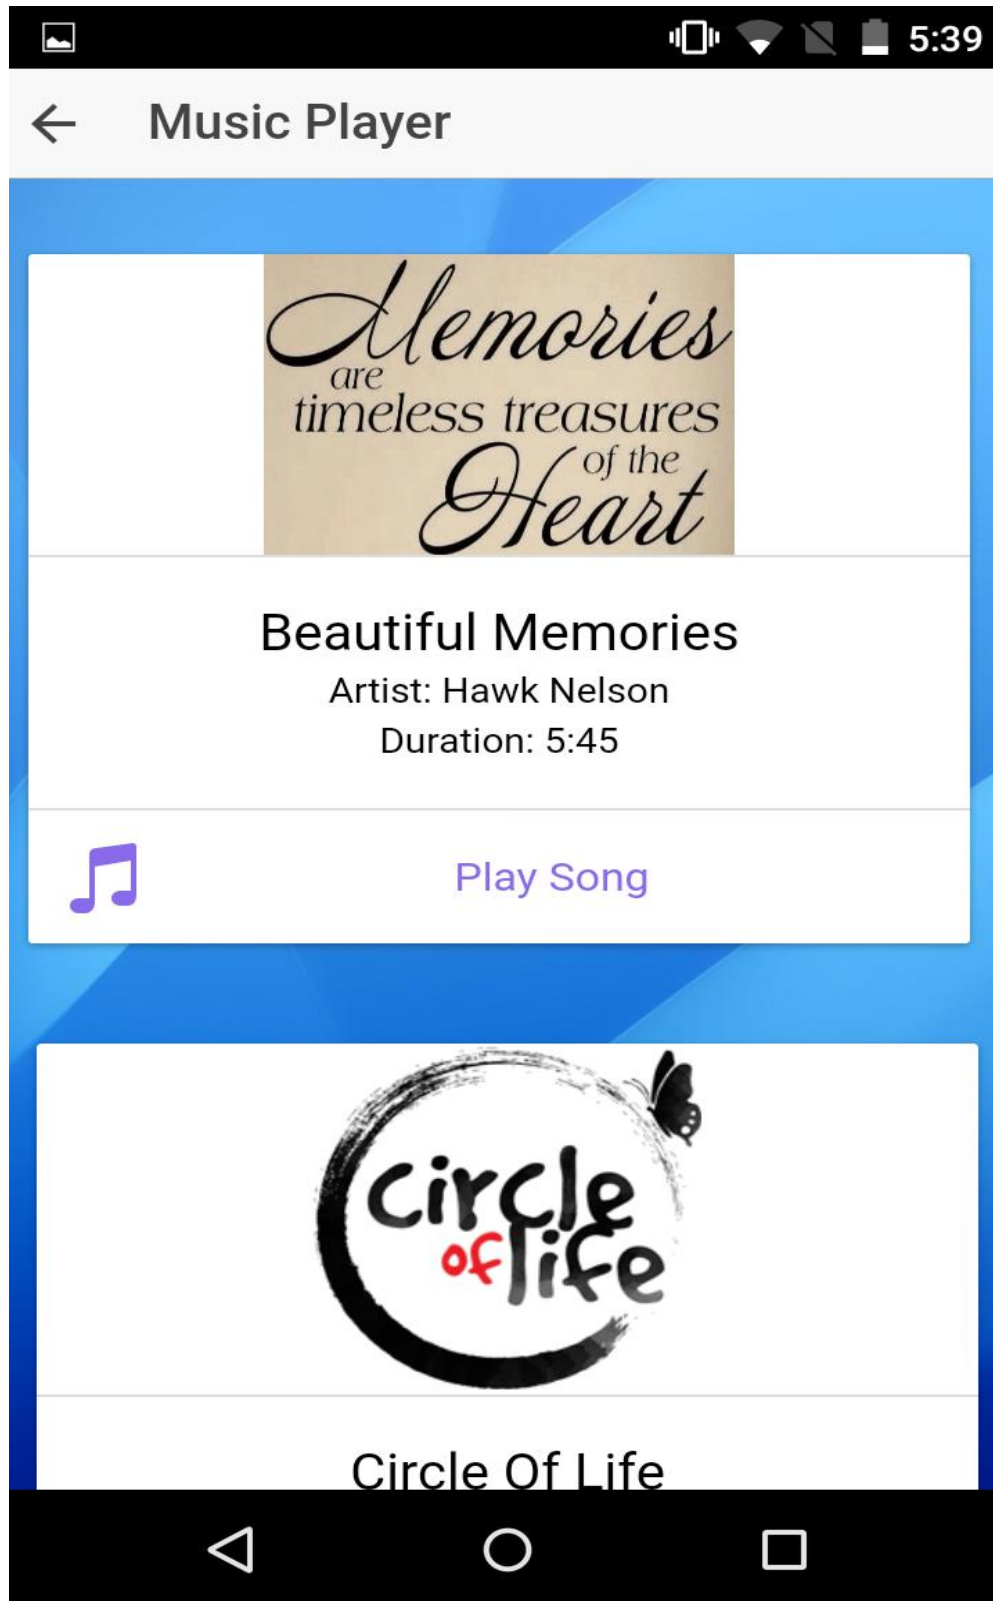 5:39
Music Player
Memories
are
timeless treasures
of the
Heart
Beautiful Memories
Artist: Hawk Nelson
Duration: 5:45
Play Song
circle
of life
Circle Of Life